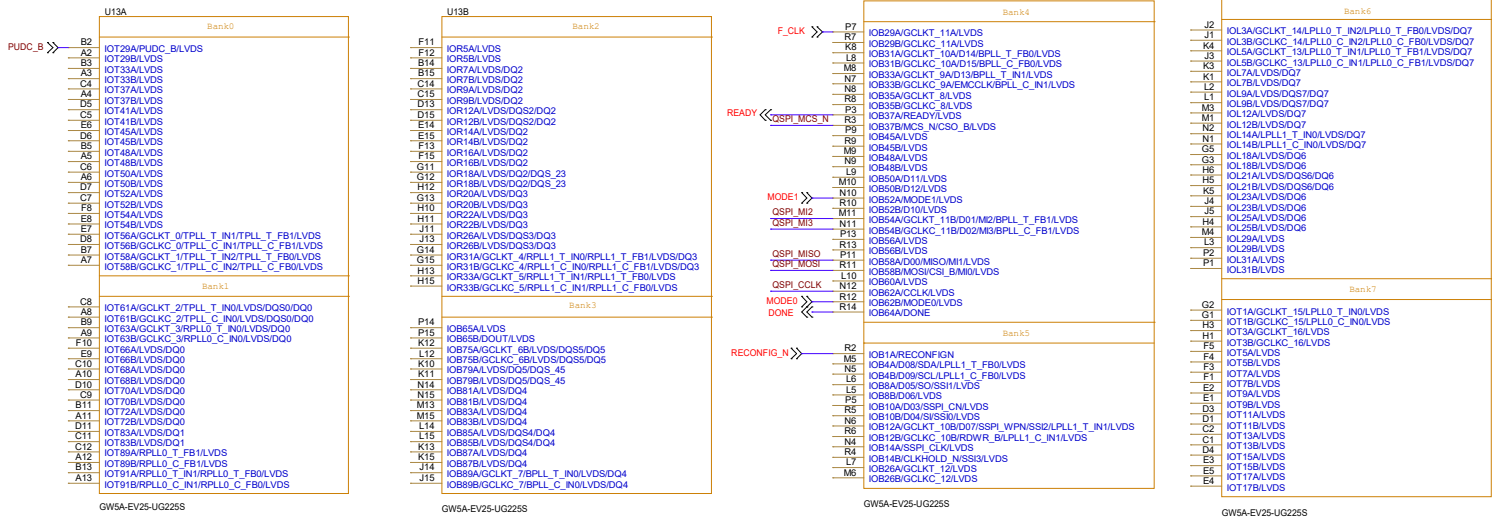 U13A
Bank0
PUDC_B B2 IOT29A/PUDC_B/LVDS
A2 IOT29B/LVDS
B3 IOT33A/LVDS
A3 IOT33B/LVDS
C4 IOT37A/LVDS
A4 IOT37B/LVDS
D5 IOT41A/LVDS
C5 IOT41B/LVDS
E6 IOT45A/LVDS
D6 IOT45B/LVDS
B5 IOT48A/LVDS
A5 IOT48B/LVDS
C6 IOT50A/LVDS
A6 IOT50B/LVDS
D7 IOT52A/LVDS
C7 IOT52B/LVDS
F8 IOT54A/LVDS
E8 IOT54B/LVDS
E7 IOT56A/GCLKT_0/TPLL_T_IN1/TPLL_T_FB1/LVDS
D8 IOT56B/GCLKC_0/TPLL_C_IN1/TPLL_C_FB1/LVDS
B7 IOT58A/GCLKT_1/TPLL_T_IN2/TPLL_T_FB0/LVDS
A7 IOT58B/GCLKC_1/TPLL_C_IN2/TPLL_C_FB0/LVDS
Bank1
C8 IOT61A/GCLKT_2/TPLL_T_IN0/LVDS/DQS0/DQ0
A8 IOT61B/GCLKC_2/TPLL_C_IN0/LVDS/DQS0/DQ0
B9 IOT63A/GCLKT_3/RPLL0_T_IN0/LVDS/DQ0
A9 IOT63B/GCLKC_3/RPLL0_C_IN0/LVDS/DQ0
F10 IOT66A/LVDS/DQ0
E9 IOT66B/LVDS/DQ0
C10 IOT68A/LVDS/DQ0
A10 IOT68B/LVDS/DQ0
D10 IOT70A/LVDS/DQ0
C9 IOT70B/LVDS/DQ0
B11 IOT72A/LVDS/DQ0
A11 IOT72B/LVDS/DQ0
D11 IOT83A/LVDS/DQ1
C11 IOT83B/LVDS/DQ1
C12 IOT89A/RPLL0_T_FB1/LVDS
A12 IOT89B/RPLL0_C_FB1/LVDS
B13 IOT91A/RPLL0_T_IN1/RPLL0_T_FB0/LVDS
A13 IOT91B/RPLL0_C_IN1/RPLL0_C_FB0/LVDS
GW5A-EV25-UG225S
U13B
Bank2
F11 IOR5A/LVDS
F12 IOR5B/LVDS
B14 IOR7A/LVDS/DQ2
B15 IOR7B/LVDS/DQ2
C14 IOR9A/LVDS/DQ2
C15 IOR9B/LVDS/DQ2
D13 IOR12A/LVDS/DQS2/DQ2
D15 IOR12B/LVDS/DQS2/DQ2
E14 IOR14A/LVDS/DQ2
E15 IOR14B/LVDS/DQ2
F13 IOR16A/LVDS/DQ2
F15 IOR16B/LVDS/DQ2
G11 IOR18A/LVDS/DQ2/DQS_23
G12 IOR18B/LVDS/DQ2/DQS_23
H12 IOR20A/LVDS/DQ3
G13 IOR20B/LVDS/DQ3
H10 IOR22A/LVDS/DQ3
H11 IOR22B/LVDS/DQ3
J11 IOR26A/LVDS/DQS3/DQ3
J13 IOR26B/LVDS/DQS3/DQ3
G14 IOR31A/GCLKT_4/RPLL1_T_IN0/RPLL1_T_FB1/LVDS/DQ3
G15 IOR31B/GCLKC_4/RPLL1_C_IN0/RPLL1_C_FB1/LVDS/DQ3
H13 IOR33A/GCLKT_5/RPLL1_T_IN1/RPLL1_T_FB0/LVDS
H15 IOR33B/GCLKC_5/RPLL1_C_IN1/RPLL1_C_FB0/LVDS
Bank3
P14 IOB65A/LVDS
P15 IOB65B/DOUT/LVDS
K12 IOB75A/GCLKT_6B/LVDS/DQS5/DQ5
L12 IOB75B/GCLKC_6B/LVDS/DQS5/DQ5
K10 IOB79A/LVDS/DQ5/DQS_45
K11 IOB79B/LVDS/DQ5/DQS_45
N14 IOB81A/LVDS/DQ4
N15 IOB81B/LVDS/DQ4
M13 IOB83A/LVDS/DQ4
M15 IOB83B/LVDS/DQ4
L14 IOB85A/LVDS/DQS4/DQ4
L15 IOB85B/LVDS/DQS4/DQ4
K13 IOB87A/LVDS/DQ4
K15 IOB87B/LVDS/DQ4
J14 IOB89A/GCLKT_7/BPLL_T_IN0/LVDS/DQ4
J15 IOB89B/GCLKC_7/BPLL_C_IN0/LVDS/DQ4
GW5A-EV25-UG225S
Bank4
F_CLK P7 IOB29A/GCLKT_11A/LVDS
R7 IOB29B/GCLKC_11A/LVDS
K8 IOB31A/GCLKT_10A/D14/BPLL_T_FB0/LVDS
L8 IOB31B/GCLKC_10A/D15/BPLL_C_FB0/LVDS
M8 IOB33A/GCLKT_9A/D13/BPLL_T_IN1/LVDS
N7 IOB33B/GCLKC_9A/EMCCLK/BPLL_C_IN1/LVDS
N8 IOB35A/GCLKT_8/LVDS
R8 IOB35B/GCLKC_8/LVDS
READY P3 IOB37A/READY/LVDS
QSPI_MCS_N R3 IOB37B/MCS_N/CSO_B/LVDS
P9 IOB45A/LVDS
R9 IOB45B/LVDS
M9 IOB48A/LVDS
N9 IOB48B/LVDS
L9 IOB50A/D11/LVDS
M10 IOB50B/D12/LVDS
MODE1 N10 IOB52A/MODE1/LVDS
R10 IOB52B/D10/LVDS
QSPI_MI2 M11 IOB54A/GCLKT_11B/D01/MI2/BPLL_T_FB1/LVDS
QSPI_MI3 N11 IOB54B/GCLKC_11B/D02/MI3/BPLL_C_FB1/LVDS
P13 IOB56A/LVDS
R13 IOB56B/LVDS
QSPI_MISO P11 IOB58A/D00/MISO/MI1/LVDS
QSPI_MOSI R11 IOB58B/MOSI/CSI_B/MI0/LVDS
L10 IOB60A/LVDS
QSPI_CCLK N12 IOB62A/CCLK/LVDS
MODE0 R12 IOB62B/MODE0/LVDS
DONE R14 IOB64A/DONE
Bank5
RECONFIG_N R2 IOB1A/RECONFIGN
M5 IOB4A/D08/SDA/LPLL1_T_FB0/LVDS
N5 IOB4B/D09/SCL/LPLL1_C_FB0/LVDS
L6 IOB8A/D05/SO/SSI1/LVDS
L5 IOB8B/D06/LVDS
P5 IOB10A/D03/SSPI_CN/LVDS
R5 IOB10B/D04/SI/SSI0/LVDS
N6 IOB12A/GCLKT_10B/D07/SSPI_WPN/SSI2/LPLL1_T_IN1/LVDS
R6 IOB12B/GCLKC_10B/RDWR_B/LPLL1_C_IN1/LVDS
N4 IOB14A/SSPI_CLK/LVDS
R4 IOB14B/CLKHOLD_N/SSI3/LVDS
L7 IOB26A/GCLKT_12/LVDS
M6 IOB26B/GCLKC_12/LVDS
GW5A-EV25-UG225S
Bank6
J2 IOL3A/GCLKT_14/LPLL0_T_IN2/LPLL0_T_FB0/LVDS/DQ7
J1 IOL3B/GCLKC_14/LPLL0_C_IN2/LPLL0_C_FB0/LVDS/DQ7
K4 IOL5A/GCLKT_13/LPLL0_T_IN1/LPLL0_T_FB1/LVDS/DQ7
J3 IOL5B/GCLKC_13/LPLL0_C_IN1/LPLL0_C_FB1/LVDS/DQ7
K3 IOL7A/LVDS/DQ7
K1 IOL7B/LVDS/DQ7
L2 IOL9A/LVDS/DQS7/DQ7
L1 IOL9B/LVDS/DQS7/DQ7
M3 IOL12A/LVDS/DQ7
M1 IOL12B/LVDS/DQ7
N2 IOL14A/LPLL1_T_IN0/LVDS/DQ7
N1 IOL14B/LPLL1_C_IN0/LVDS/DQ7
G5 IOL18A/LVDS/DQ6
G3 IOL18B/LVDS/DQ6
H6 IOL21A/LVDS/DQS6/DQ6
H5 IOL21B/LVDS/DQS6/DQ6
K5 IOL23A/LVDS/DQ6
J4 IOL23B/LVDS/DQ6
J5 IOL25A/LVDS/DQ6
H4 IOL25B/LVDS/DQ6
M4 IOL29A/LVDS
L3 IOL29B/LVDS
P2 IOL31A/LVDS
P1 IOL31B/LVDS
Bank7
G2 IOT1A/GCLKT_15/LPLL0_T_IN0/LVDS
G1 IOT1B/GCLKC_15/LPLL0_C_IN0/LVDS
H3 IOT3A/GCLKT_16/LVDS
H1 IOT3B/GCLKC_16/LVDS
F5 IOT5A/LVDS
F4 IOT5B/LVDS
F3 IOT7A/LVDS
F1 IOT7B/LVDS
E2 IOT9A/LVDS
E1 IOT9B/LVDS
D3 IOT11A/LVDS
D1 IOT11B/LVDS
C2 IOT13A/LVDS
C1 IOT13B/LVDS
D4 IOT15A/LVDS
E3 IOT15B/LVDS
E5 IOT17A/LVDS
E4 IOT17B/LVDS
GW5A-EV25-UG225S